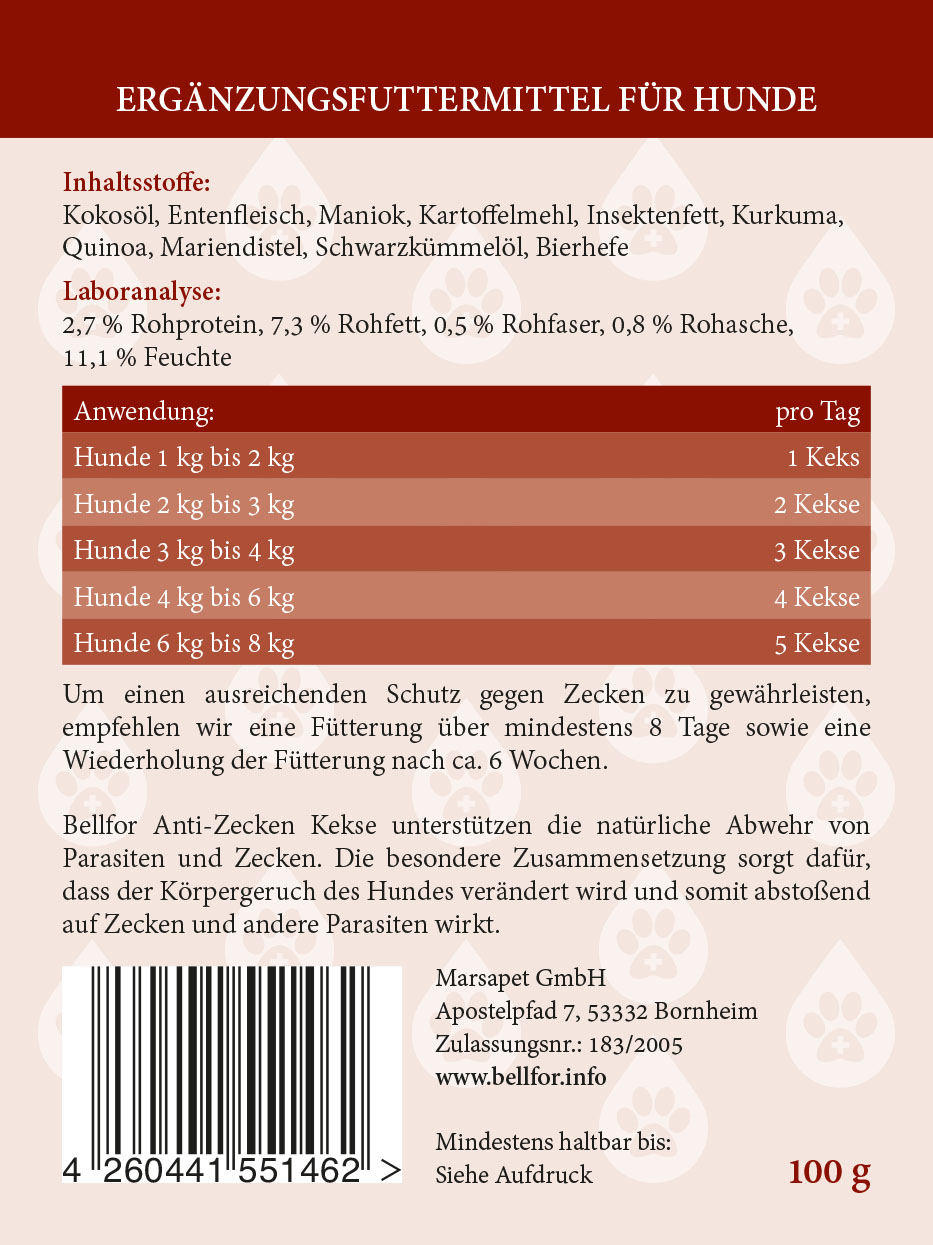 ERGÄNZUNGSFUTTERMITTEL FÜR HUNDE
Inhaltsstoffe:
Kokosöl, Entenfleisch, Maniok, Kartoffelmehl, Insektenfett, Kurkuma,
Quinoa, Mariendistel, Schwarzkümmelöl, Bierhefe
Laboranalyse:
2,7 % Rohprotein, 7,3 % Rohfett, 0,5 % Rohfaser, 0,8 % Rohasche,
11,1 % Feuchte
Anwendung: pro Tag
Hunde 1 kg bis 2 kg 1 Keks
Hunde 2 kg bis 3 kg 2 Kekse
Hunde 3 kg bis 4 kg 3 Kekse
Hunde 4 kg bis 6 kg 4 Kekse
Hunde 6 kg bis 8 kg 5 Kekse
Um einen ausreichenden Schutz gegen Zecken zu gewährleisten,
empfehlen wir eine Fütterung über mindestens 8 Tage sowie eine
Wiederholung der Fütterung nach ca. 6 Wochen.
Bellfor Anti-Zecken Kekse unterstützen die natürliche Abwehr von
Parasiten und Zecken. Die besondere Zusammensetzung sorgt dafür,
dass der Körpergeruch des Hundes verändert wird und somit abstoßend
auf Zecken und andere Parasiten wirkt.
Marsapet GmbH
Apostelpfad 7, 53332 Bornheim
Zulassungsnr.: 183/2005
www.bellfor.info
Mindestens haltbar bis:
Siehe Aufdruck
100 g
4 260441 551462 >